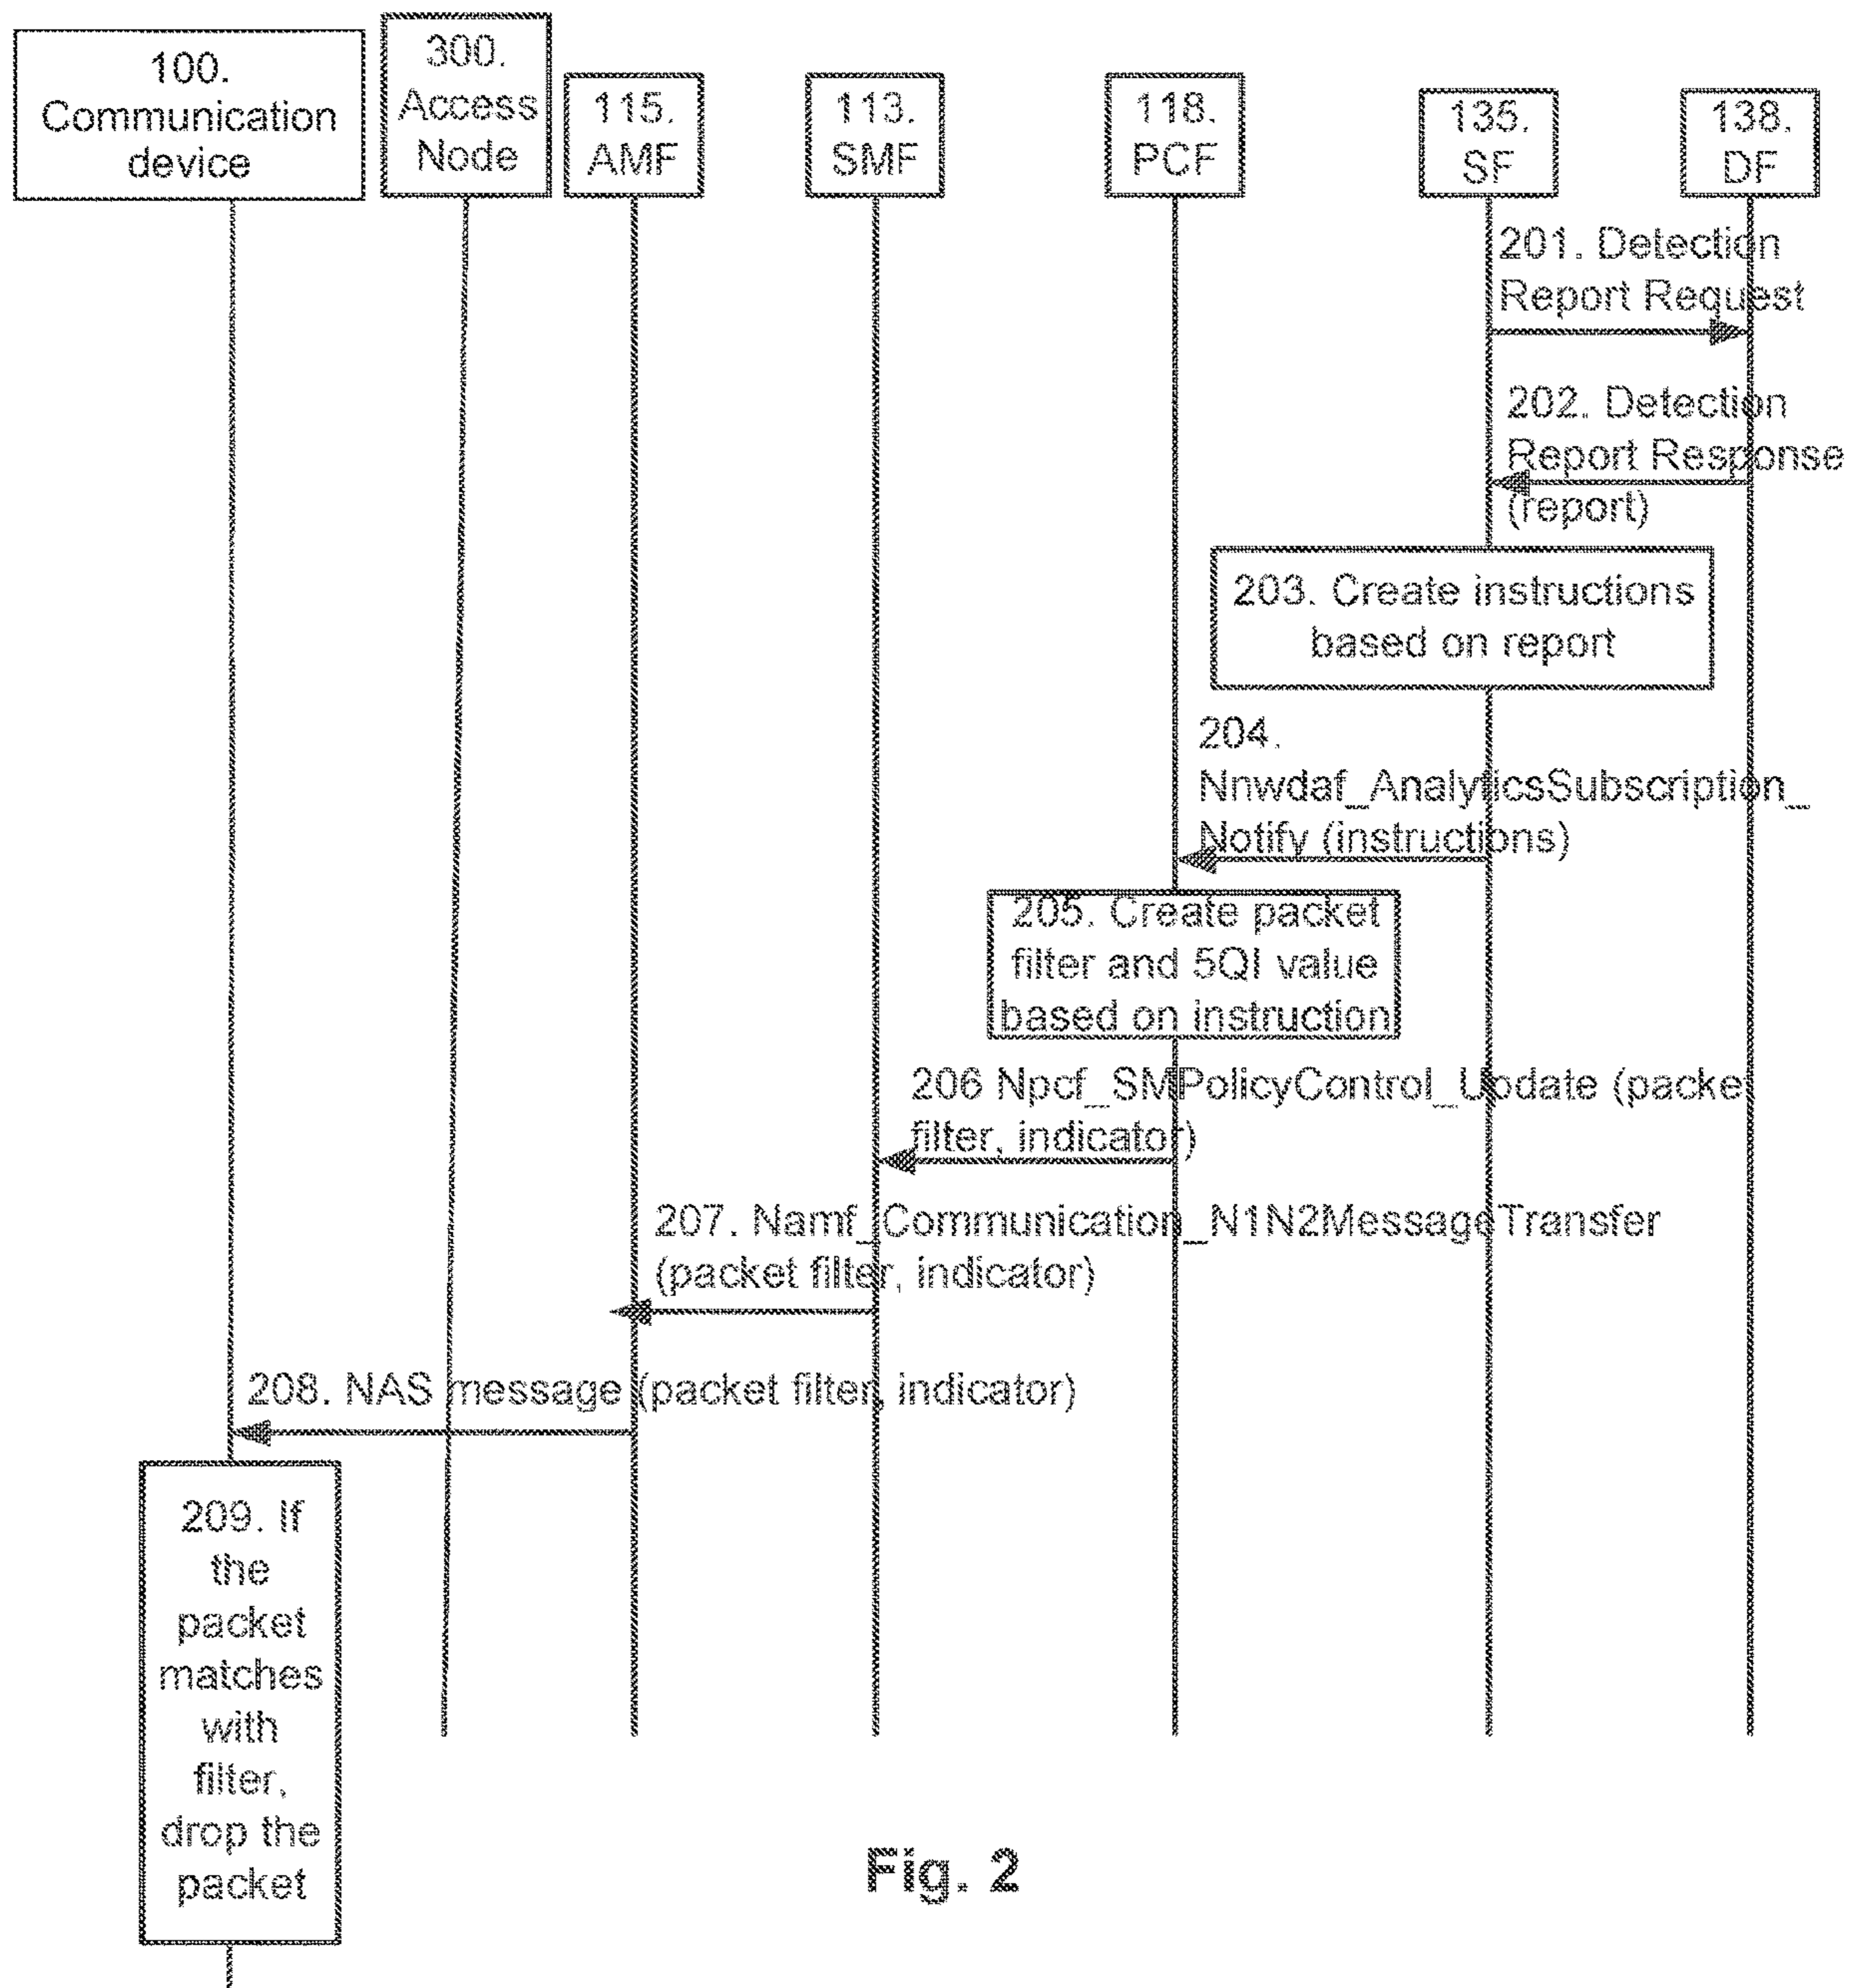 100.
Communication
device
300.
Access
Node
115.
AMF
113.
SMF
118.
PCF
135.
SF
138.
DF
201. Detection
Report Request
202. Detection
Report Response
(report)
203. Create instructions
based on report
204.
Nnwdaf_AnalyticsSubscription_
Notify (instructions)
205. Create packet
filter and 5QI value
based on instruction
206 Npcf_SMPolicyControl_Update (packet
filter, indicator)
207. Namf_Communication_N1N2MessageTransfer
(packet filter, indicator)
208. NAS message (packet filter, indicator)
209. If
the
packet
matches
with
filter,
drop the
packet
Fig. 2